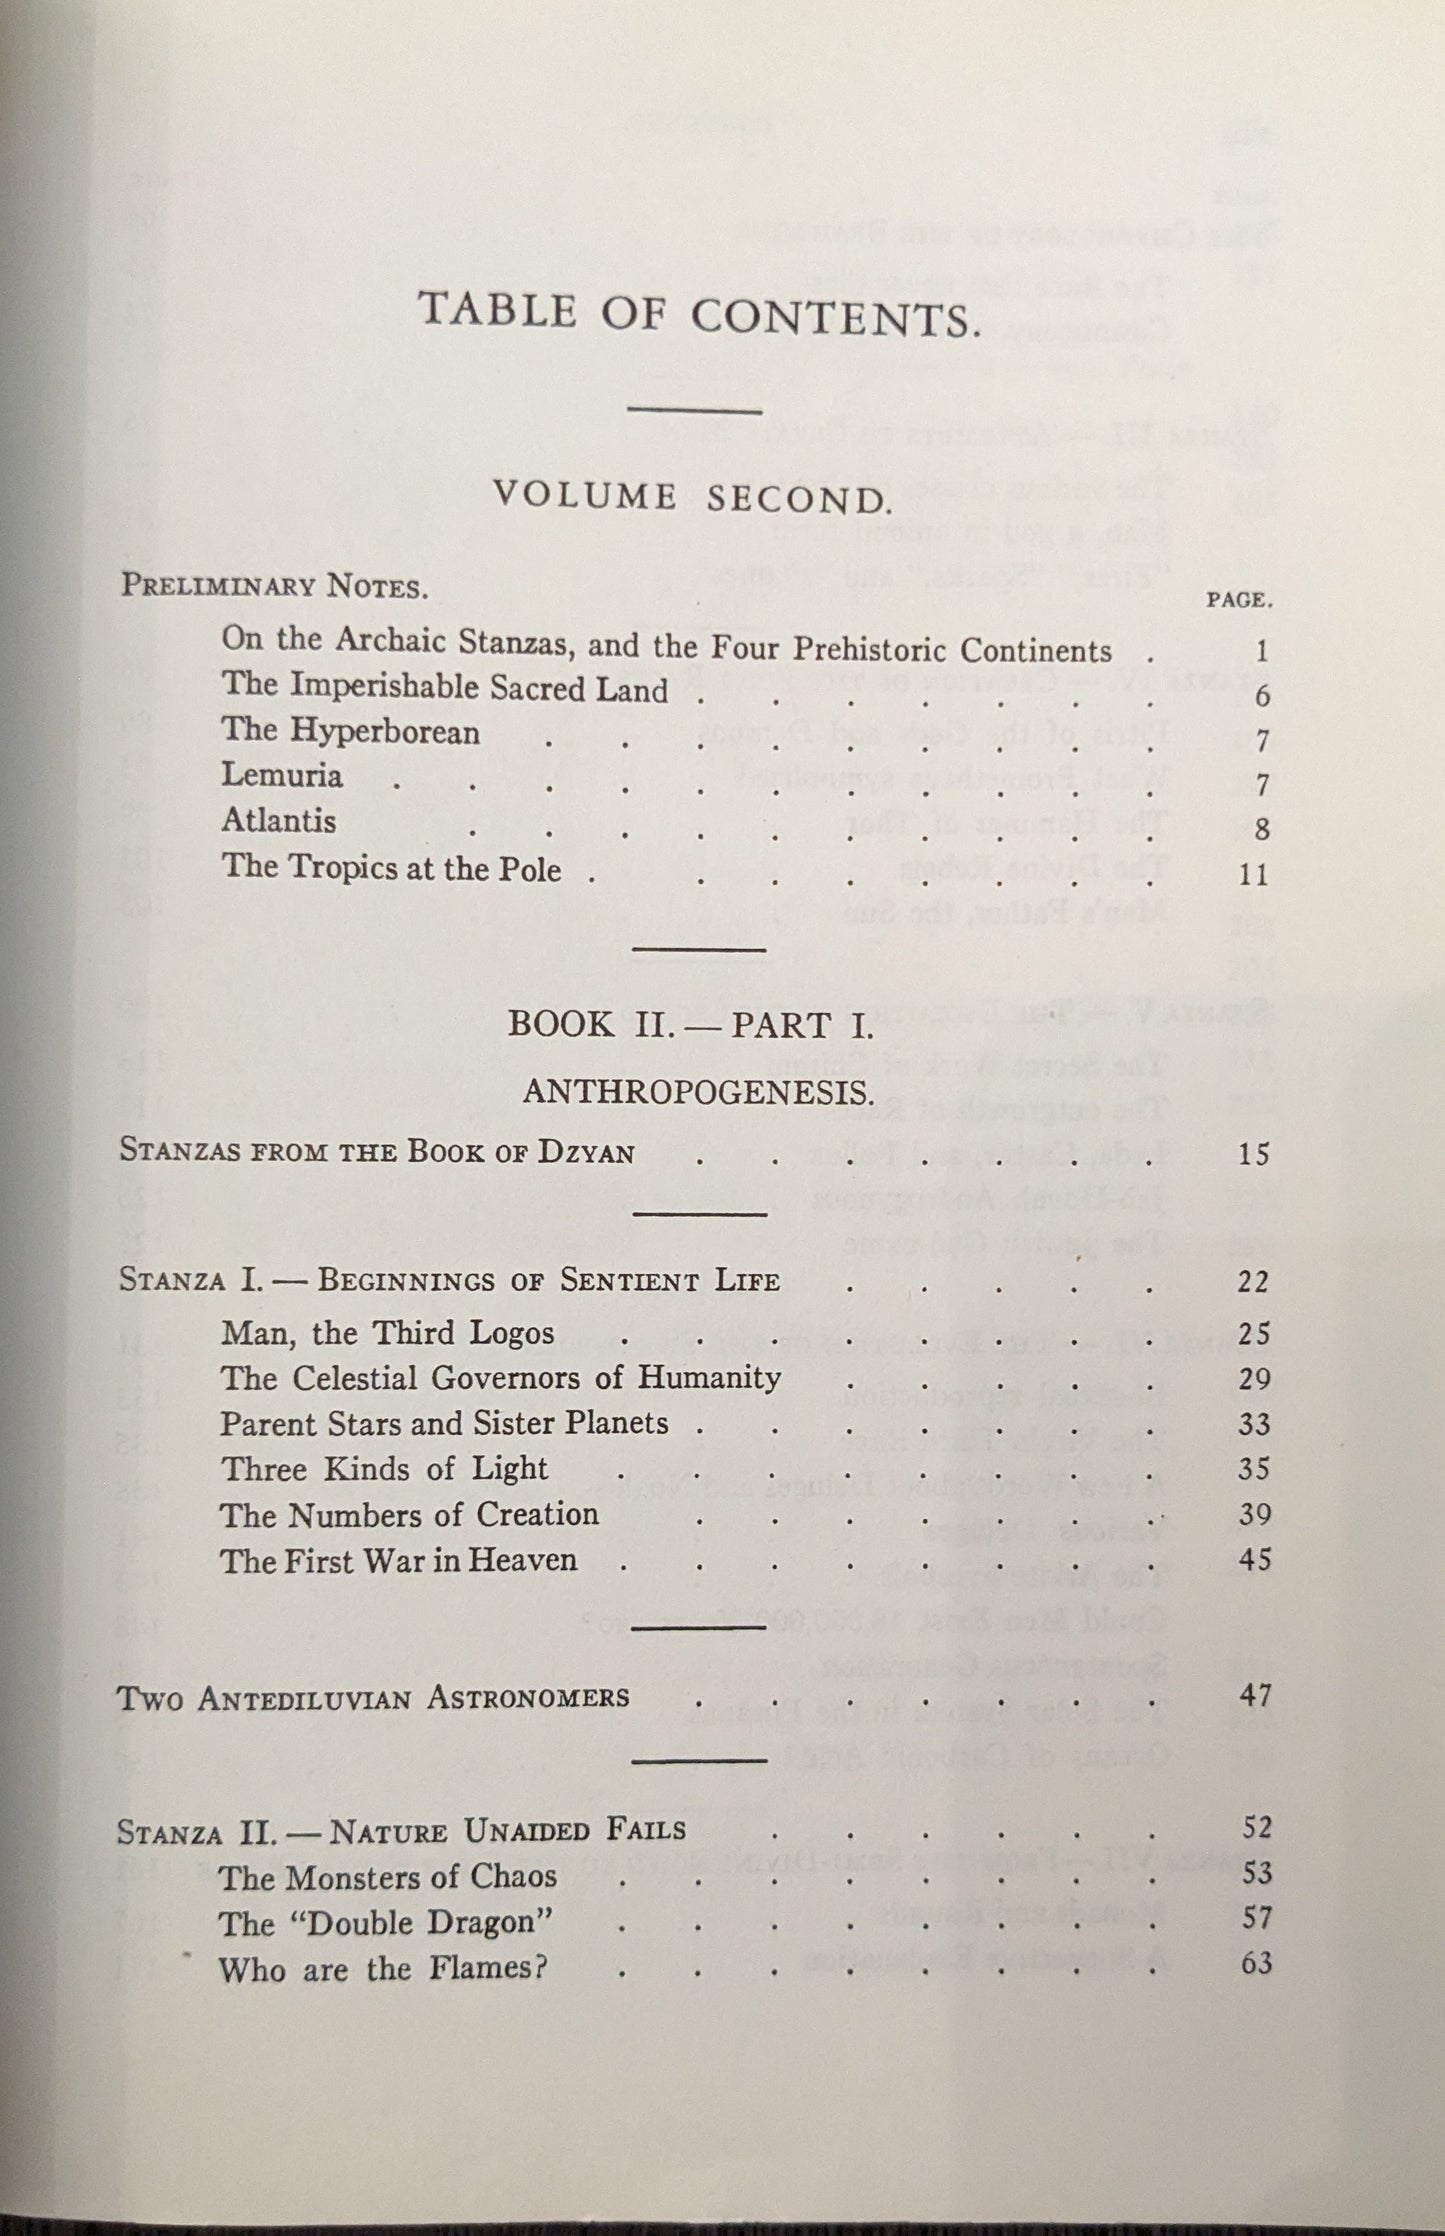 TABLE OF CONTENTS.
VOLUME SECOND.
PRELIMINARY NOTES.
PAGE.
On the Archaic Stanzas, and the Four Prehistoric Continents . 1
The Imperishable Sacred Land . . . . . . . 6
The Hyperborean . . . . . . . . . 7
Lemuria . . . . . . . . . . . 7
Atlantis . . . . . . . . . . 8
The Tropics at the Pole . . . . . . . . 11
BOOK II. — PART I.
ANTHROPOGENESIS.
STANZAS FROM THE BOOK OF DZYAN . . . . . . . 15
STANZA I. — BEGINNINGS OF SENTIENT LIFE . . . . . 22
Man, the Third Logos . . . . . . . . 25
The Celestial Governors of Humanity . . . . . 29
Parent Stars and Sister Planets . . . . . . . 33
Three Kinds of Light . . . . . . . . 35
The Numbers of Creation . . . . . . . 39
The First War in Heaven . . . . . . . . 45
TWO ANTEDILUVIAN ASTRONOMERS . . . . . . . 47
STANZA II. — NATURE UNAIDED FAILS . . . . . . 52
The Monsters of Chaos . . . . . . . . 53
The “Double Dragon” . . . . . . . . 57
Who are the Flames? . . . . . . . . 63